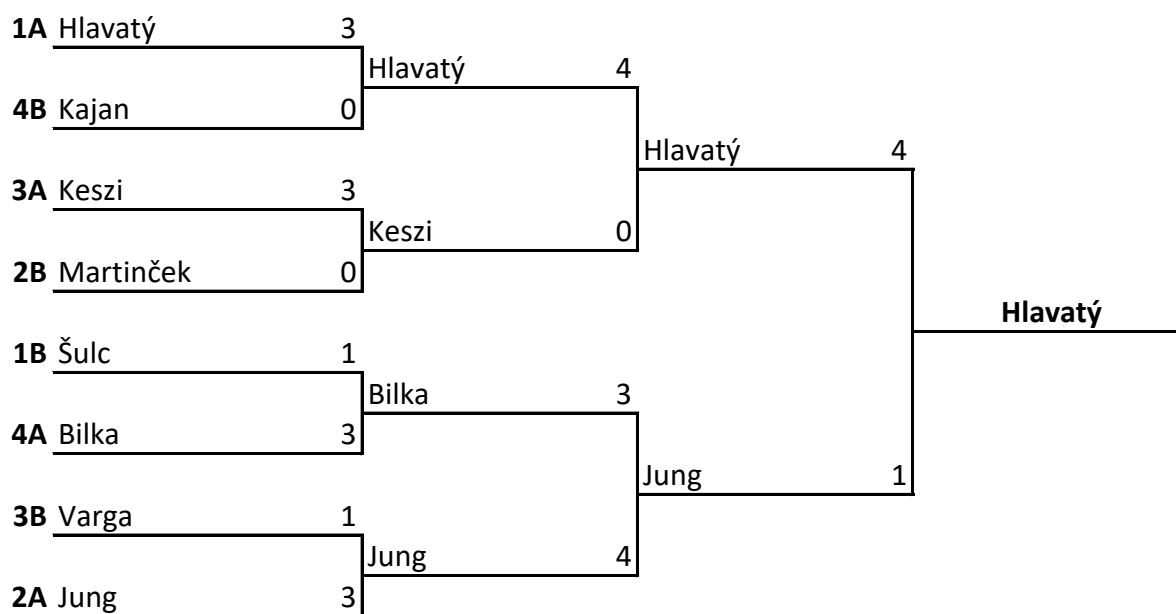 1A Hlavatý 3
Hlavatý 4
4B Kajan 0
Hlavatý 4
3A Keszi 3
Keszi 0
2B Martinček 0
Hlavatý
1B Šulc 1
Bilka 3
4A Bilka 3
Jung 1
3B Varga 1
Jung 4
2A Jung 3